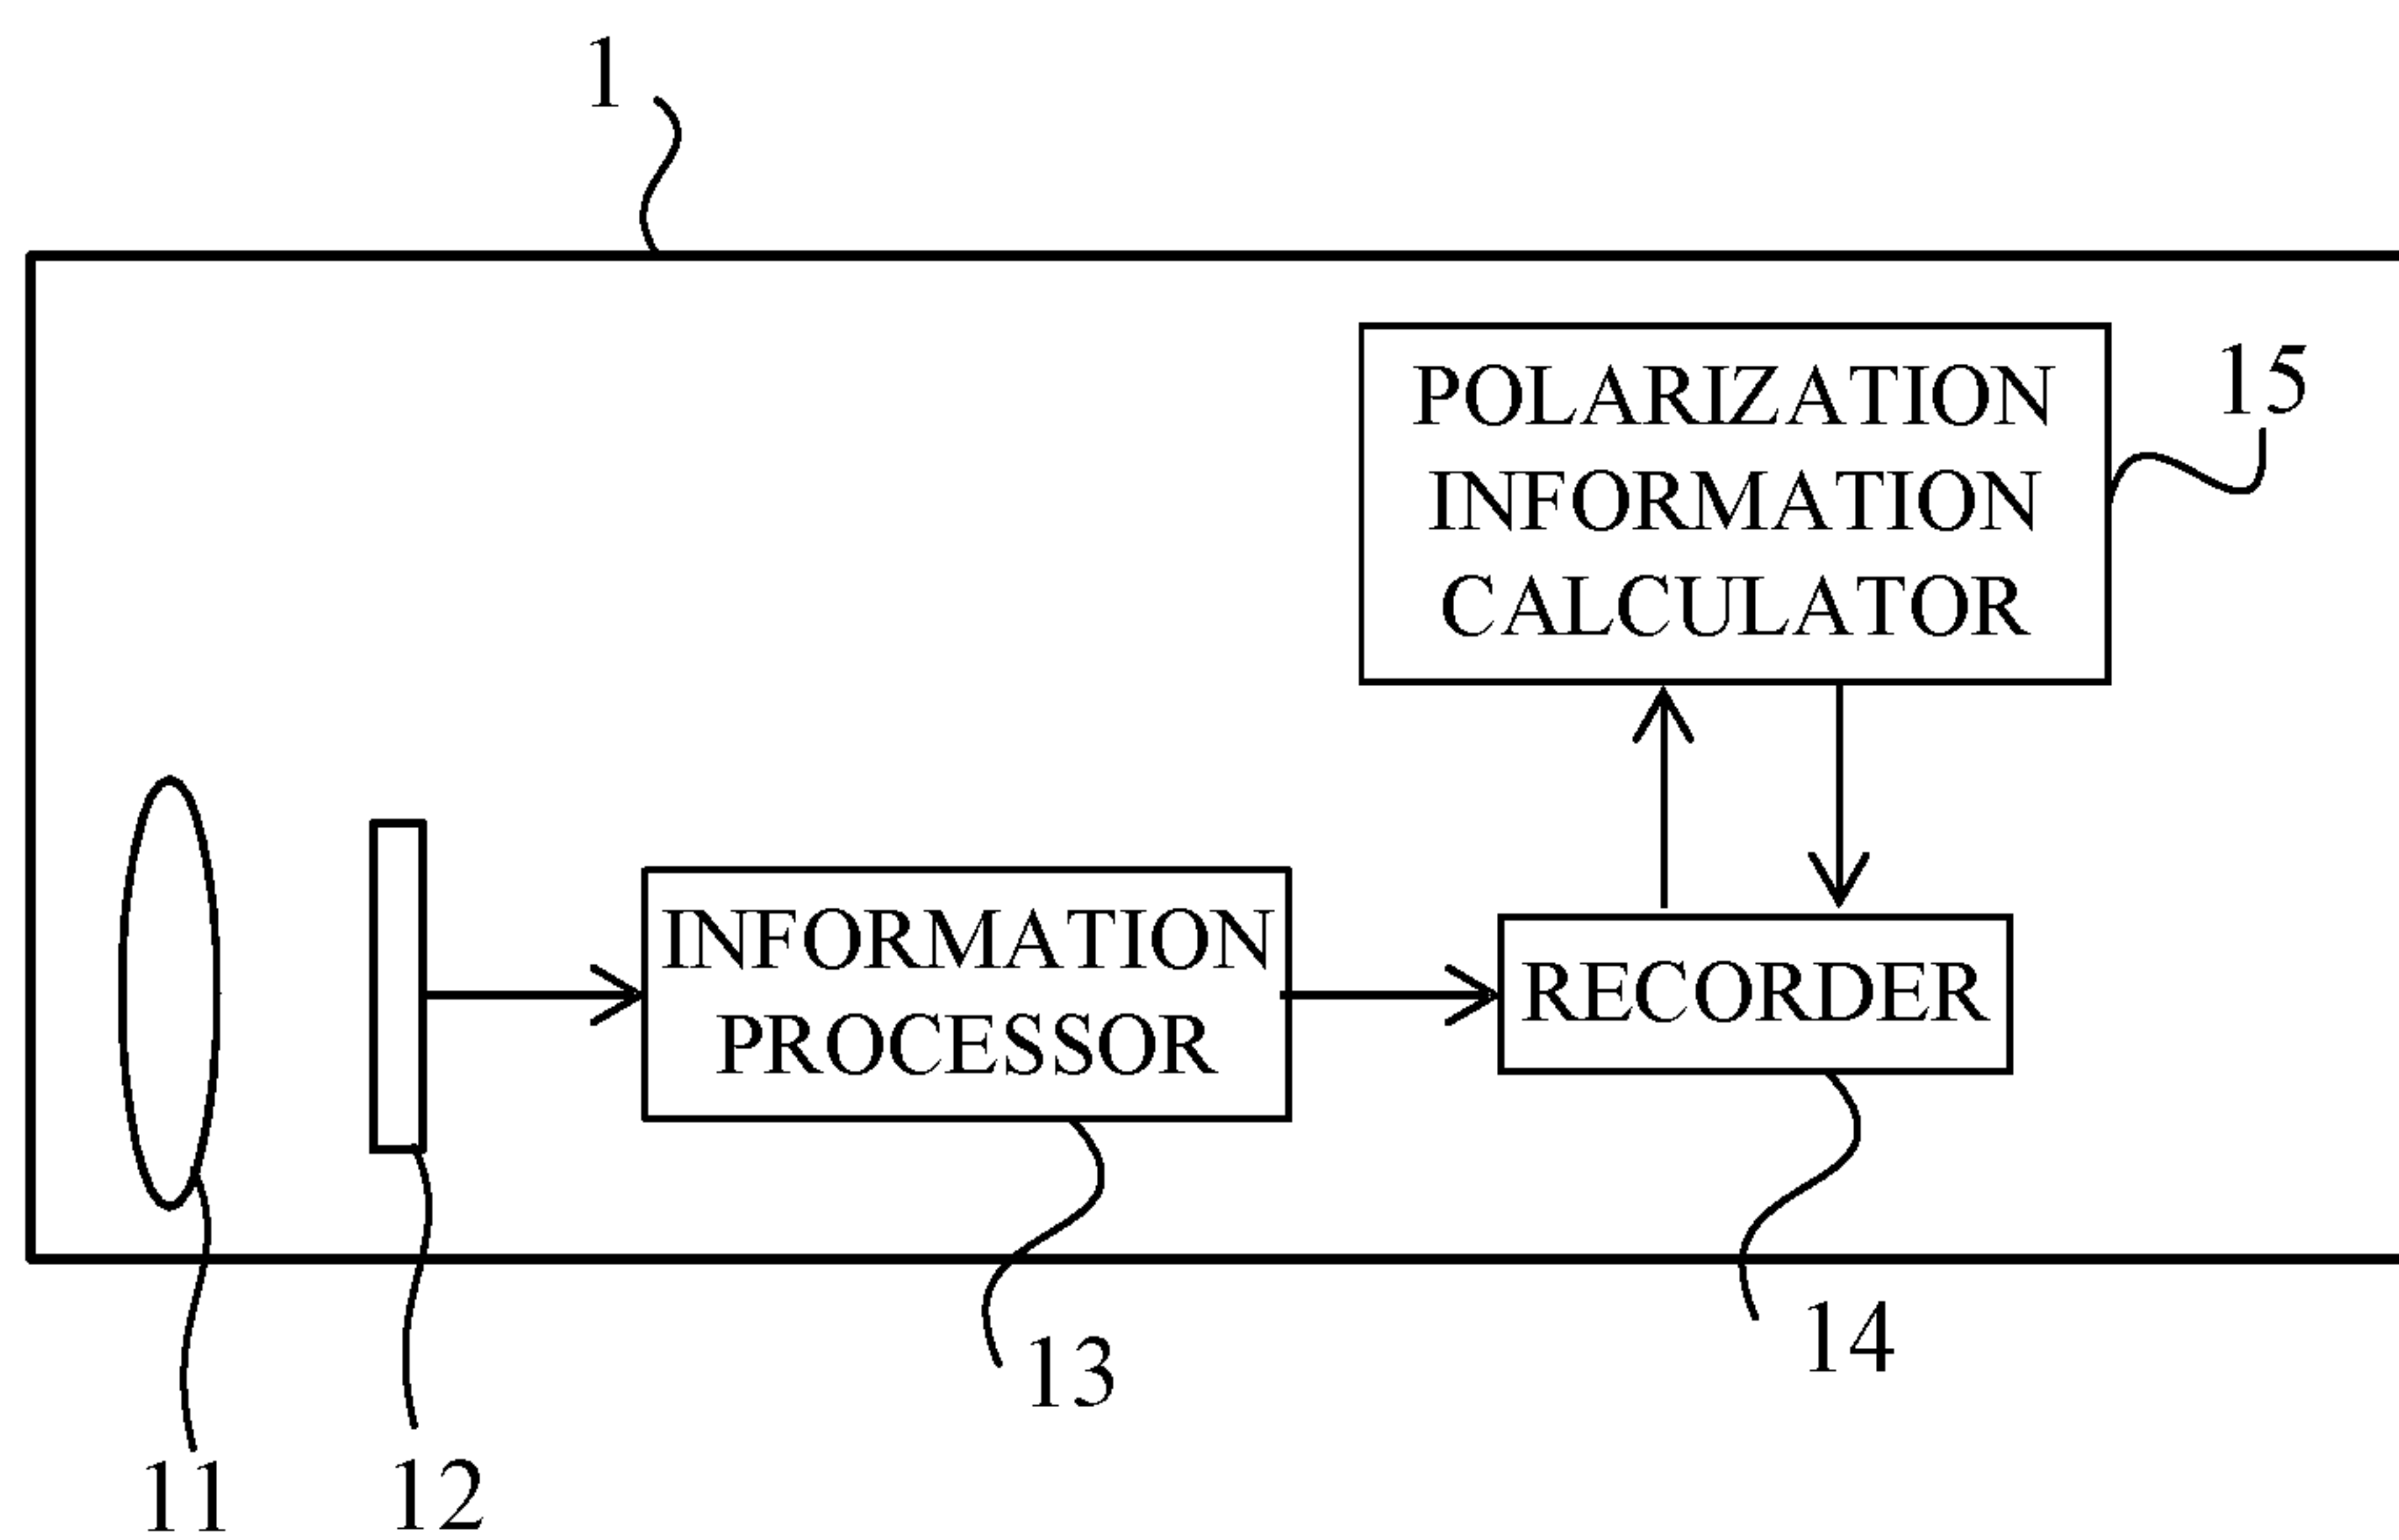 1
POLARIZATION
INFORMATION
CALCULATOR
15
INFORMATION
PROCESSOR
RECORDER
13
14
11
12